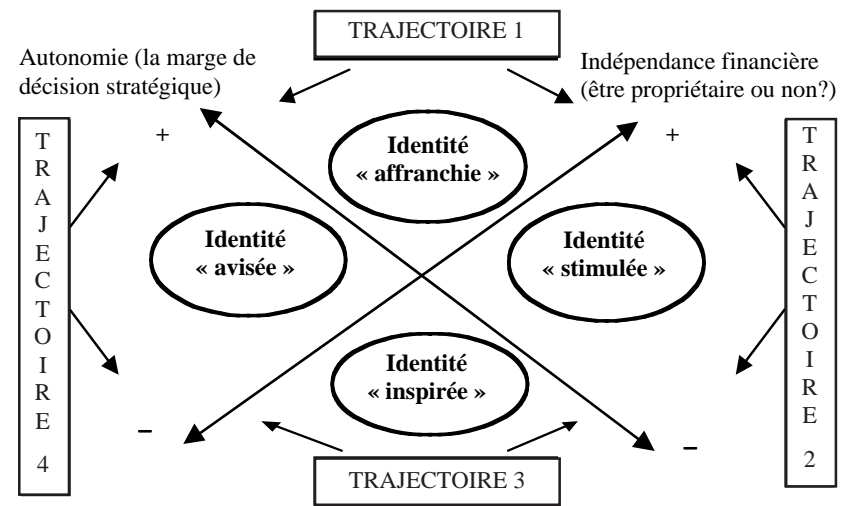 TRAJECTOIRE 1
Autonomie (la marge de
décision stratégique)
Indépendance financière
(être propriétaire ou non?)
+
+
Identité
« affranchie »
T
R
A
J
E
C
T
O
I
R
E
4
Identité
« avisée »
Identité
« stimulée »
T
R
A
J
E
C
T
O
I
R
E
2
Identité
« inspirée »
–
–
TRAJECTOIRE 3